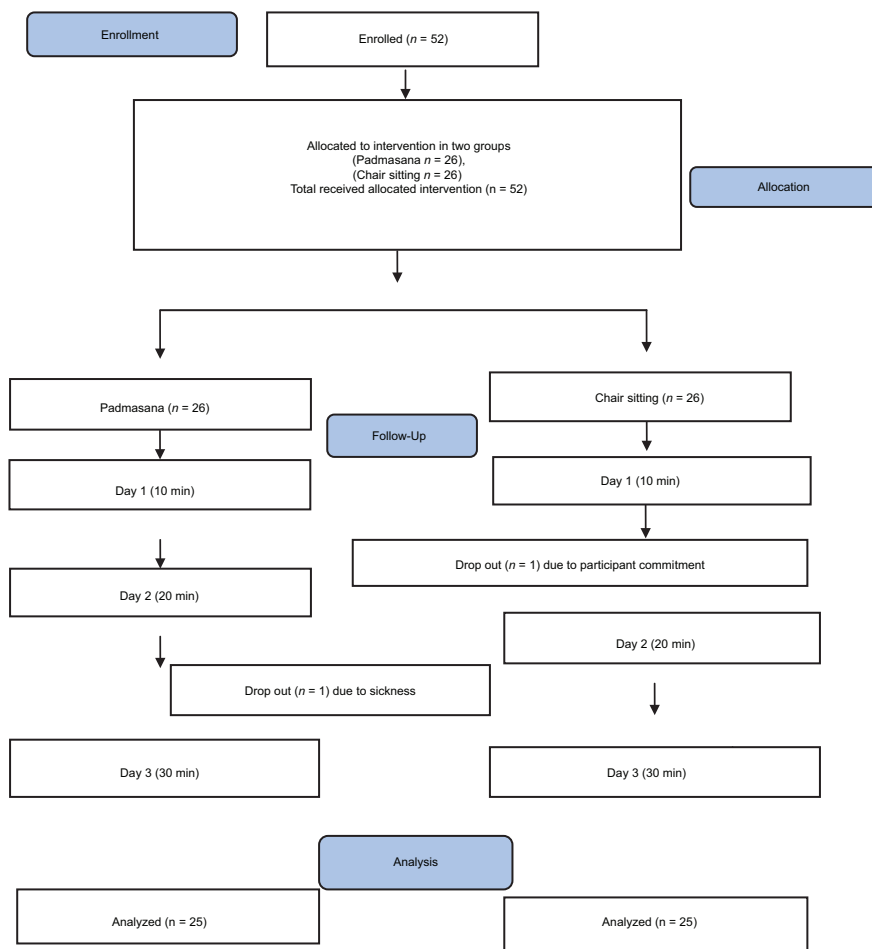 Enrollment
Enrolled (n = 52)
Allocated to intervention in two groups
(Padmasana n = 26),
(Chair sitting n = 26)
Total received allocated intervention (n = 52)
Allocation
Padmasana (n = 26)
Chair sitting (n = 26)
Follow-Up
Day 1 (10 min)
Day 1 (10 min)
Drop out (n = 1) due to participant commitment
Day 2 (20 min)
Day 2 (20 min)
Drop out (n = 1) due to sickness
Day 3 (30 min)
Day 3 (30 min)
Analysis
Analyzed (n = 25)
Analyzed (n = 25)